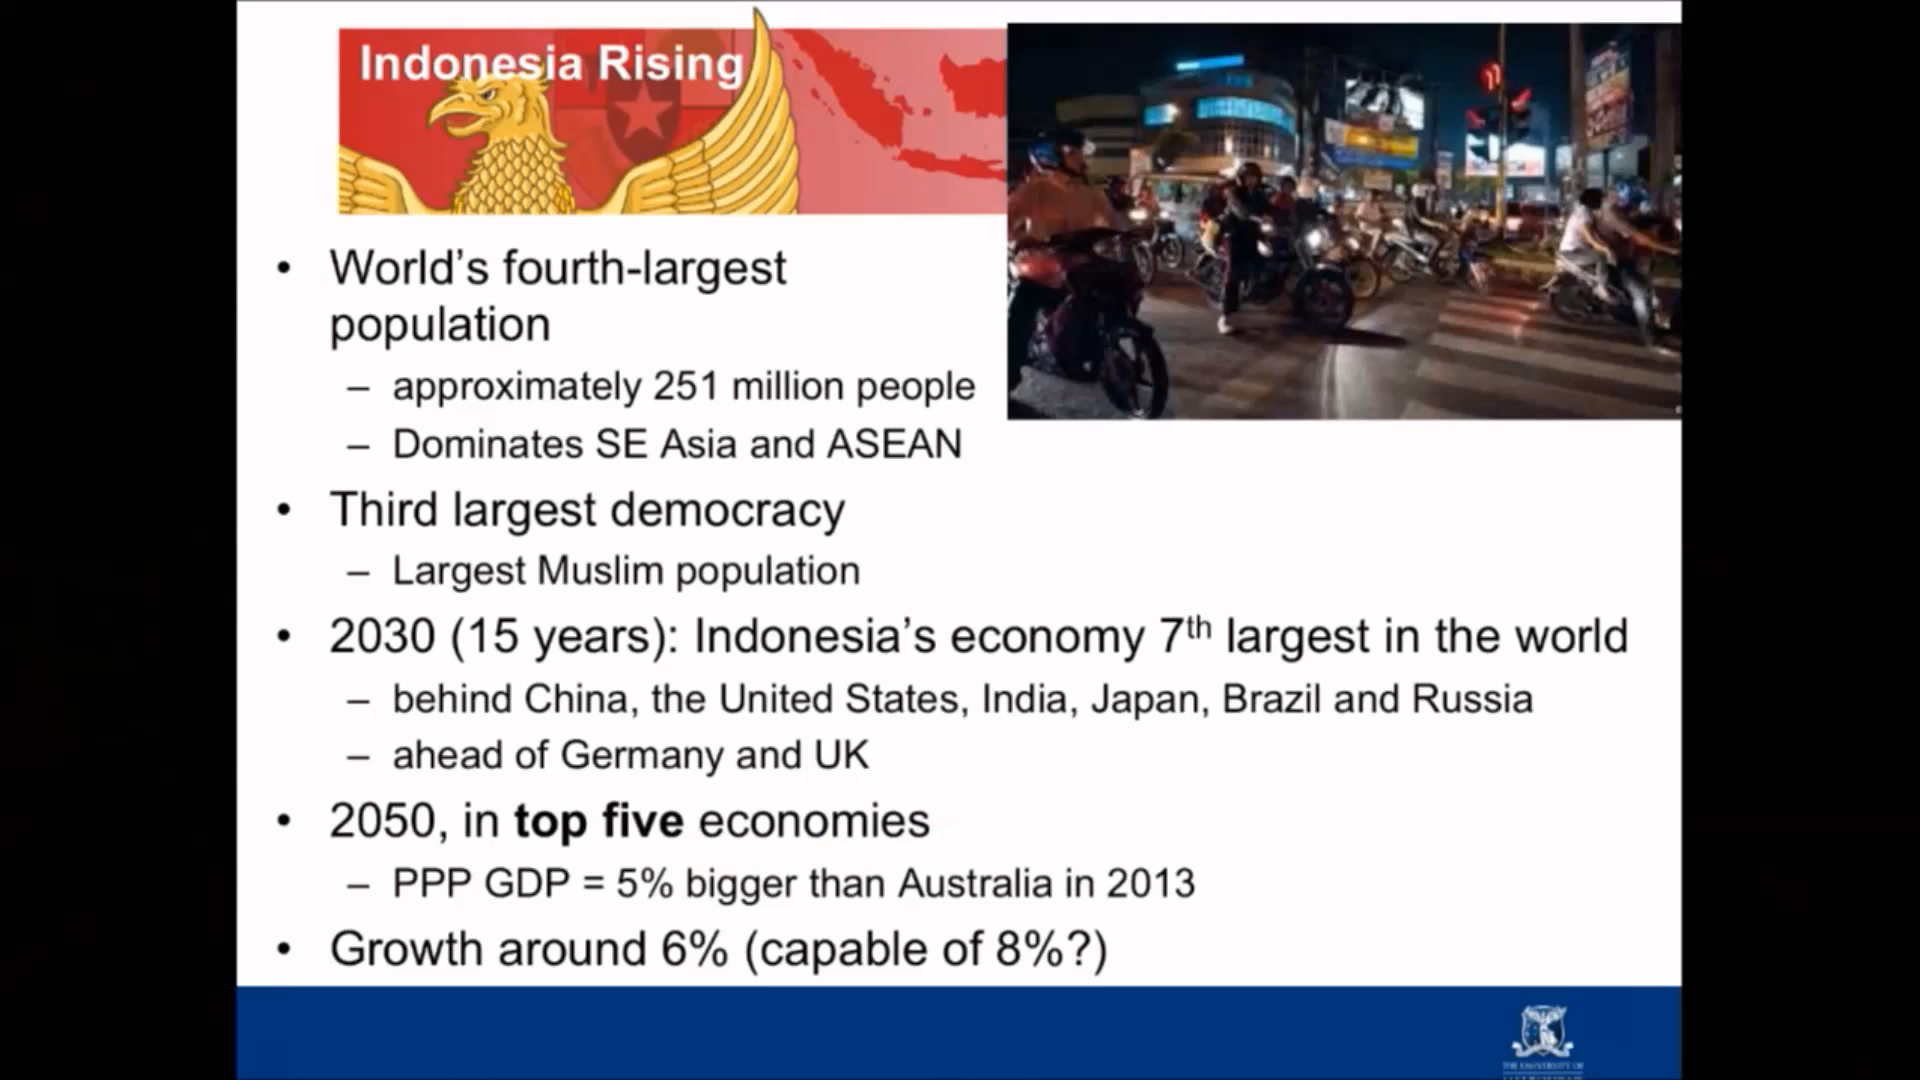 Indonesia Rising
• World’s fourth-largest
population
– approximately 251 million people
– Dominates SE Asia and ASEAN
• Third largest democracy
– Largest Muslim population
• 2030 (15 years): Indonesia’s economy 7th largest in the world
– behind China, the United States, India, Japan, Brazil and Russia
– ahead of Germany and UK
• 2050, in top five economies
– PPP GDP = 5% bigger than Australia in 2013
• Growth around 6% (capable of 8%?)
THE UNIVERSITY OF